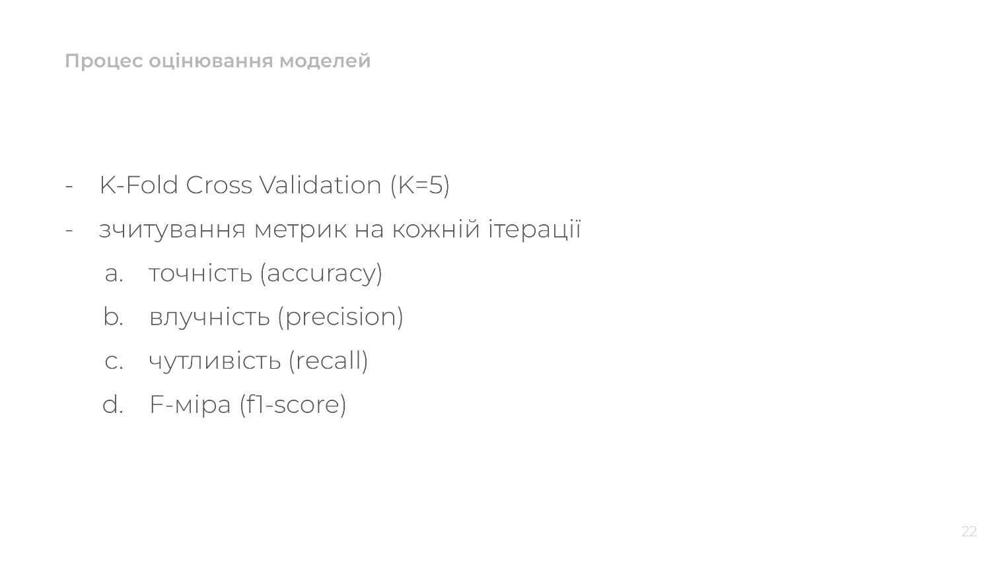 Процес оцінювання моделей
- K-Fold Cross Validation (K=5)
- зчитування метрик на кожній ітерації
a. точність (accuracy)
b. влучність (precision)
c. чутливість (recall)
d. F-міра (f1-score)
22